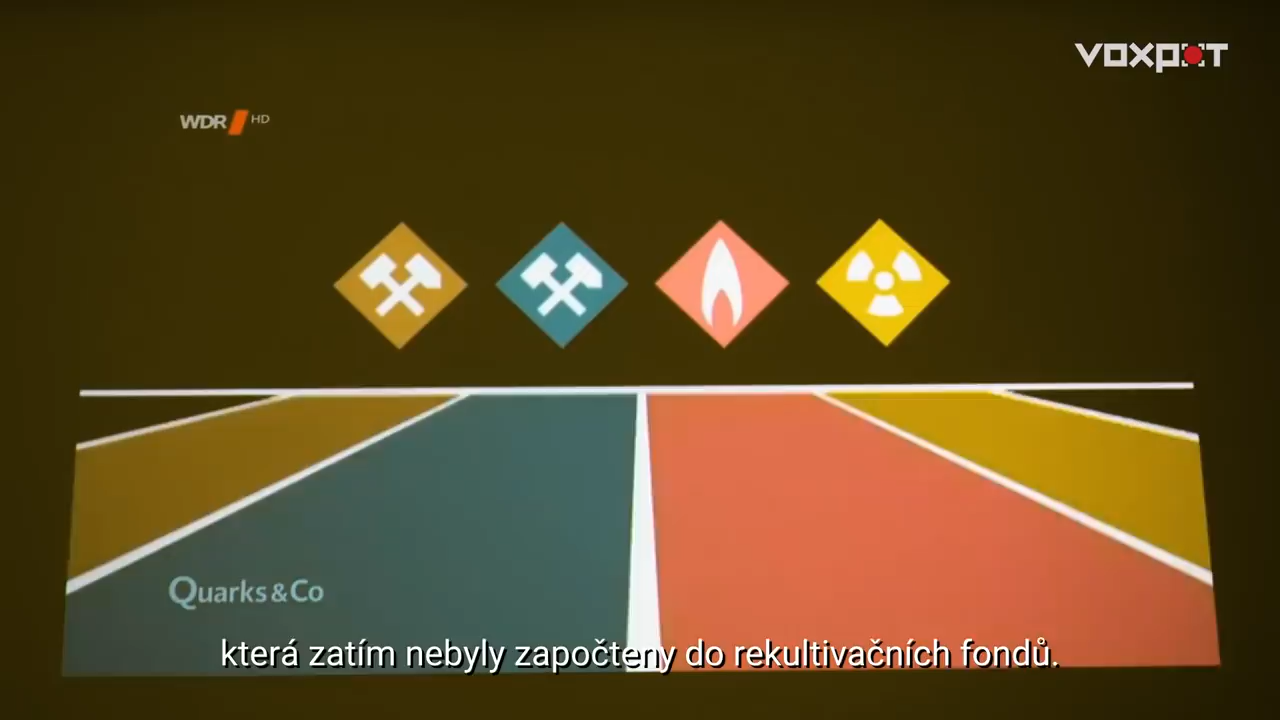 VOXPOT
WDR HD
Quarks & Co
která zatím nebyly započteny do rekultivačních fondů.